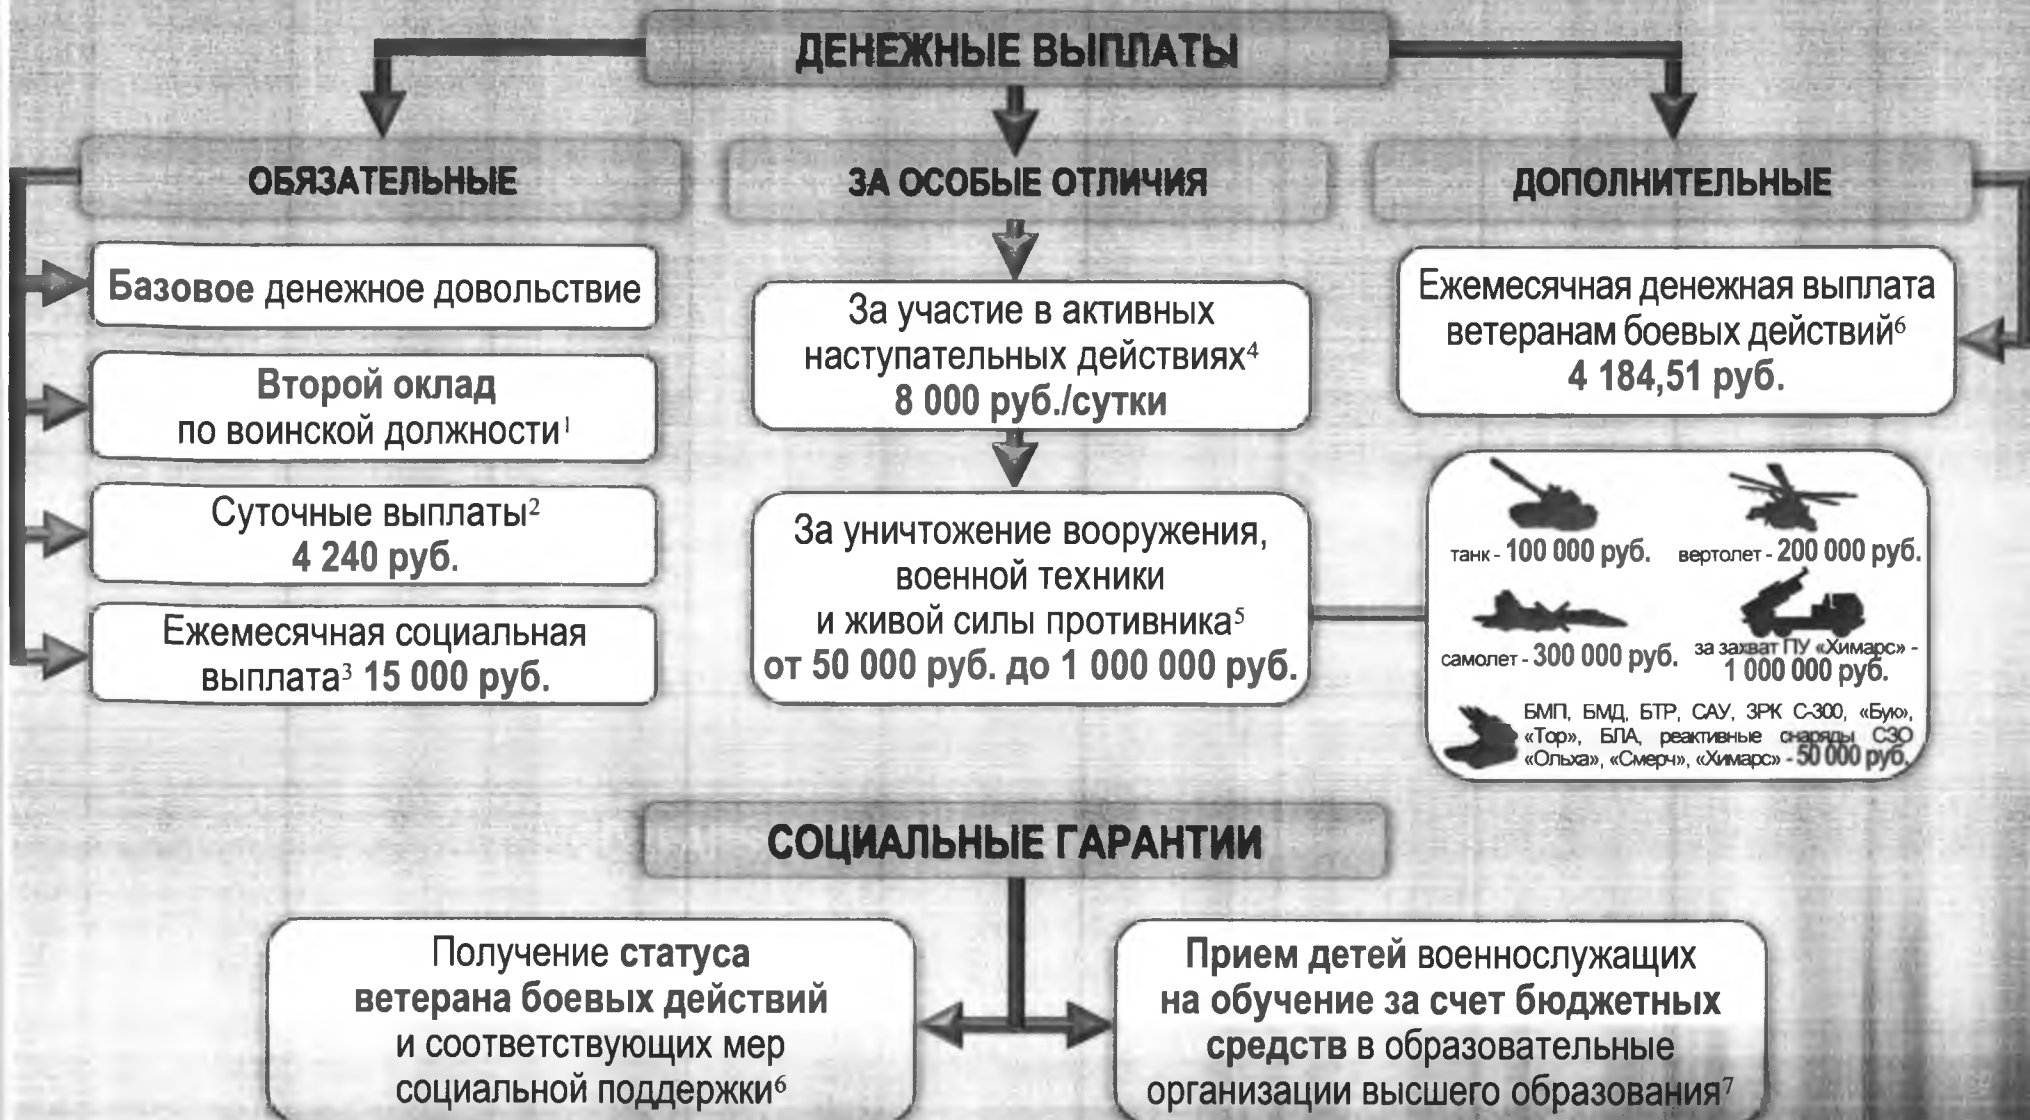 ДЕНЕЖНЫЕ ВЫПЛАТЫ
ОБЯЗАТЕЛЬНЫЕ
Базовое денежное довольствие
Второй оклад
по воинской должности¹
Суточные выплаты²
4 240 руб.
Ежемесячная социальная
выплата³ 15 000 руб.
ЗА ОСОБЫЕ ОТЛИЧИЯ
За участие в активных
наступательных действиях⁴
8 000 руб./сутки
За уничтожение вооружения,
военной техники
и живой силы противника⁵
от 50 000 руб. до 1 000 000 руб.
ДОПОЛНИТЕЛЬНЫЕ
Ежемесячная денежная выплата
ветеранам боевых действий⁶
4 184,51 руб.
танк - 100 000 руб.
вертолет - 200 000 руб.
самолет - 300 000 руб.
за захват ПУ «Химарс» -
1 000 000 руб.
БМП, БМД, БТР, САУ, ЗРК С-300, «Бук»,
«Тор», БЛА, реактивные снаряды СЗО
«Ольха», «Смерч», «Химарс» - 50 000 руб.
СОЦИАЛЬНЫЕ ГАРАНТИИ
Получение статуса
ветерана боевых действий
и соответствующих мер
социальной поддержки⁶
Прием детей военнослужащих
на обучение за счет бюджетных
средств в образовательные
организации высшего образования⁷